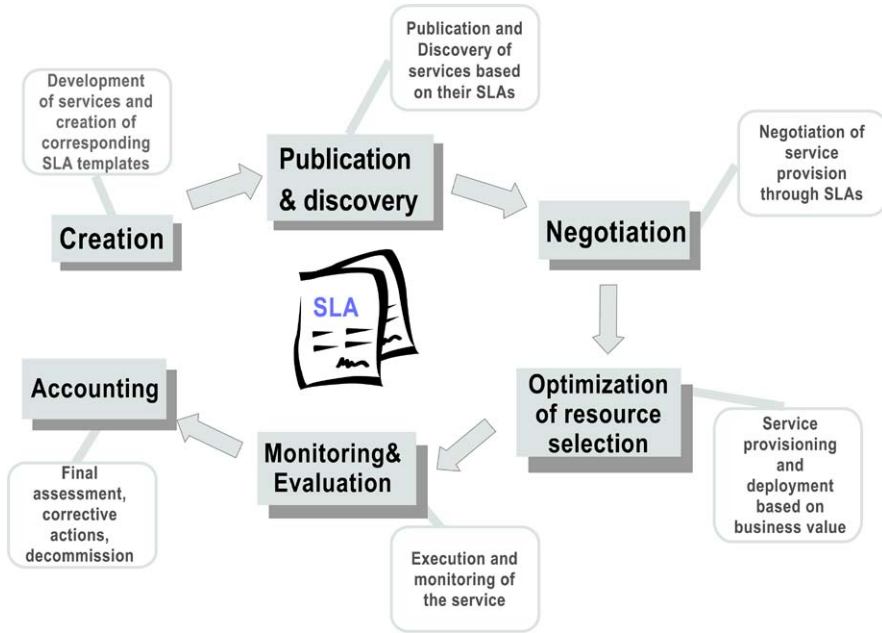 Publication and
Discovery of
services based
on their SLAs
Development
of services and
creation of
corresponding
SLA templates
Publication
& discovery
Negotiation of
service
provision
through SLAs
Creation
Negotiation
SLA
Accounting
Optimization
of resource
selection
Monitoring&
Evaluation
Service
provisioning
and
deployment
based on
business value
Final
assessment,
corrective
actions,
decommission
Execution and
monitoring of
the service